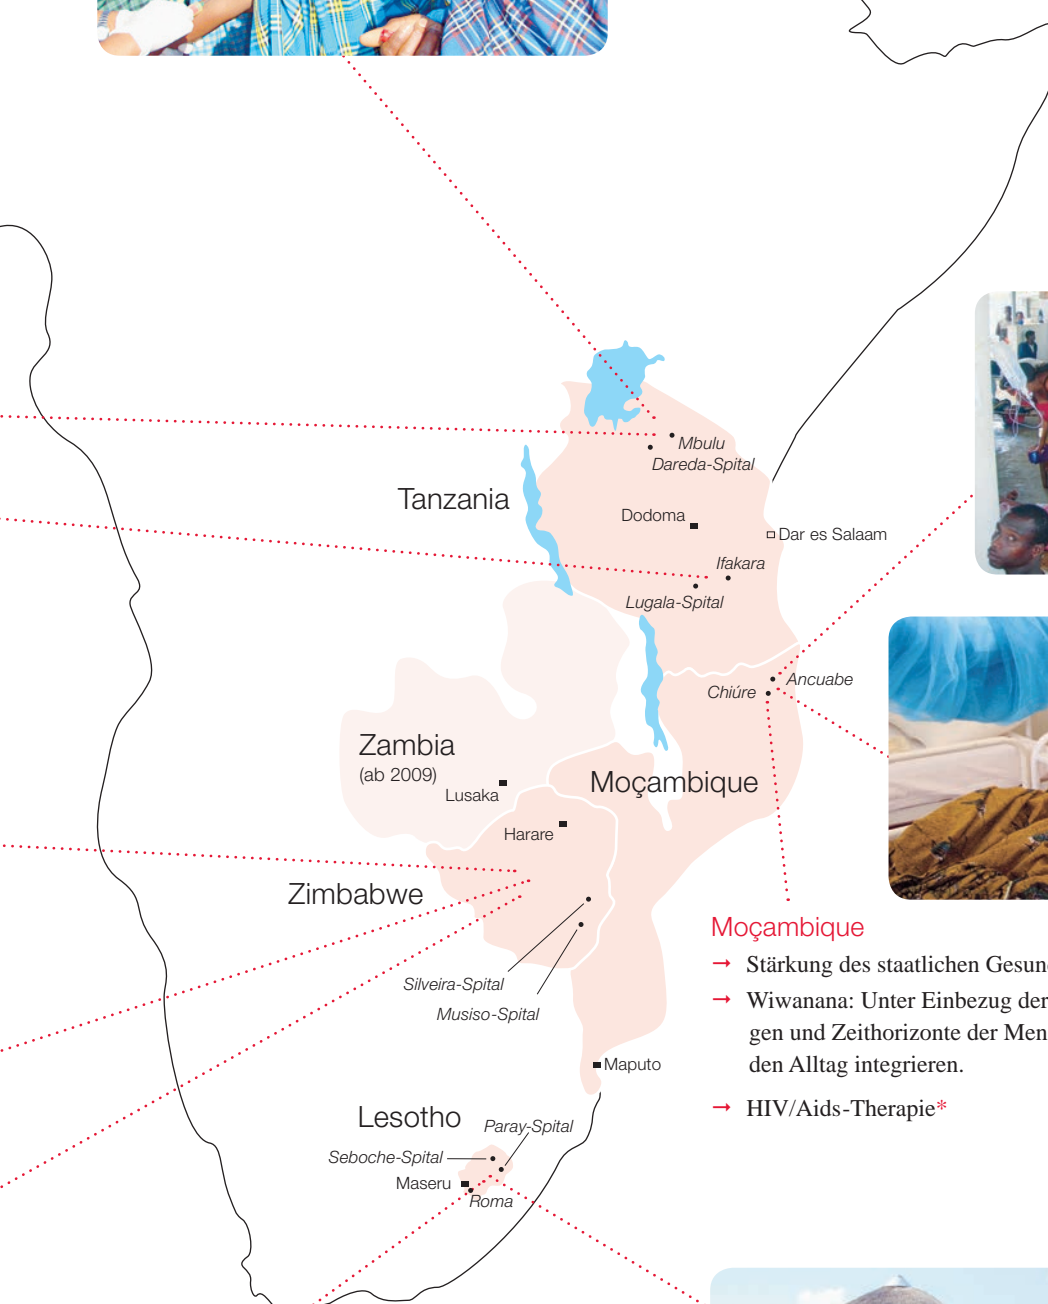 Mbulu
Dareda-Spital
Tanzania
Dodoma
Dar es Salaam
Ifakara
Lugala-Spital
Ancuabe
Chiúre
Zambia
(ab 2009)
Lusaka
Moçambique
Harare
Zimbabwe
Silveira-Spital
Musiso-Spital
Moçambique
→ Stärkung des staatlichen
→ Wiwanana: Unter Einbezug der
gen und Zeithorizonte der
den Alltag integrieren.
→ HIV/Aids-Therapie*
Maputo
Lesotho
Paray-Spital
Seboche-Spital
Maseru
Roma